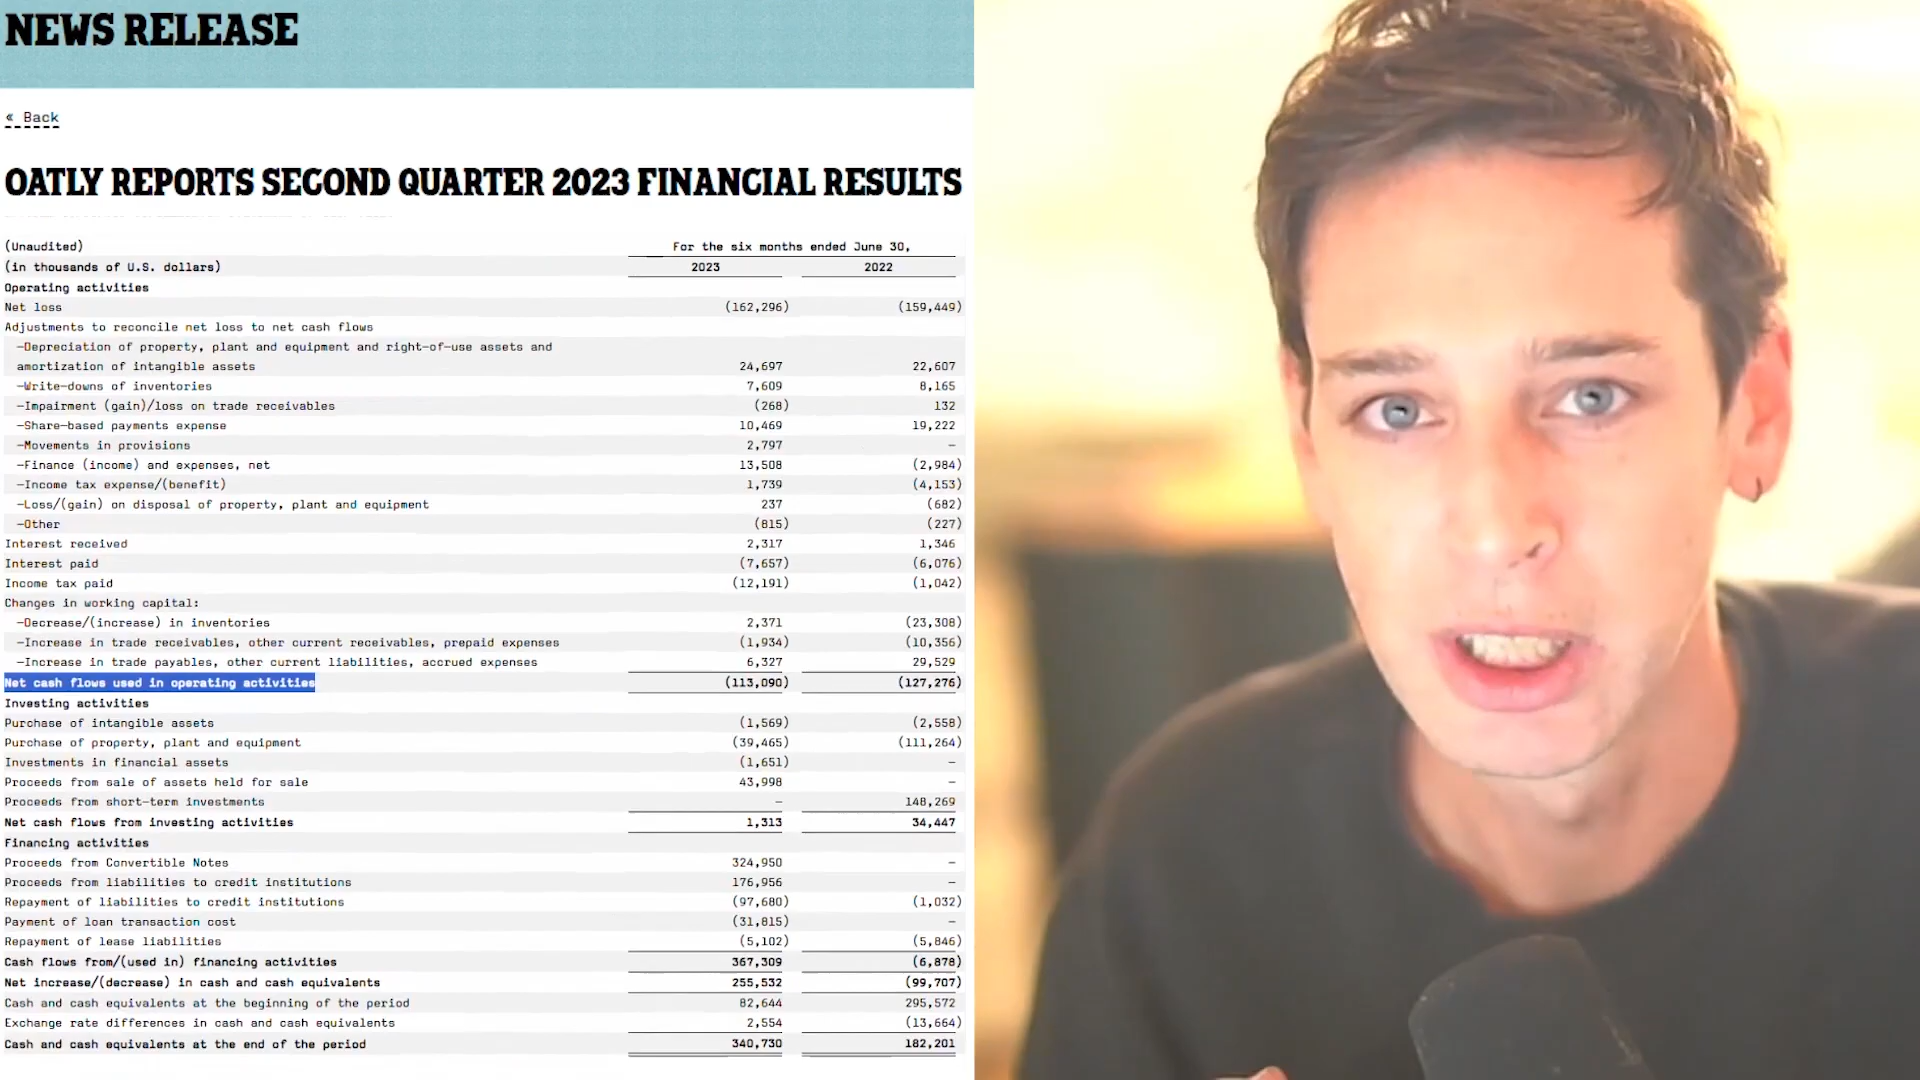 NEWS RELEASE
« Back
OATLY REPORTS SECOND QUARTER 2023 FINANCIAL RESULTS
(Unaudited) For the six months ended June 30,
(in thousands of U.S. dollars) 2023 2022
Operating activities
Net loss (162,296) (159,449)
Adjustments to reconcile net loss to net cash flows
—Depreciation of property, plant and equipment and right-of-use assets and
amortization of intangible assets 24,697 22,607
—Write-downs of inventories 7,609 8,165
—Impairment (gain)/loss on trade receivables (268) 132
—Share-based payments expense 10,469 19,222
—Movements in provisions 2,797 —
—Finance (income) and expenses, net 13,508 (2,984)
—Income tax expense/(benefit) 1,739 (4,153)
—Loss/(gain) on disposal of property, plant and equipment 237 (682)
—Other (815) (227)
Interest received 2,317 1,346
Interest paid (7,657) (6,076)
Income tax paid (12,191) (1,042)
Changes in working capital:
—Decrease/(increase) in inventories 2,371 (23,308)
—Increase in trade receivables, other current receivables, prepaid expenses (1,934) (10,356)
—Increase in trade payables, other current liabilities, accrued expenses 6,327 29,529
Net cash flows used in operating activities (113,090) (127,276)
Investing activities
Purchase of intangible assets (1,569) (2,558)
Purchase of property, plant and equipment (39,465) (111,264)
Investments in financial assets (1,651) —
Proceeds from sale of assets held for sale 43,998 —
Proceeds from short-term investments — 148,269
Net cash flows from investing activities 1,313 34,447
Financing activities
Proceeds from Convertible Notes 324,950 —
Proceeds from liabilities to credit institutions 176,956 —
Repayment of liabilities to credit institutions (97,680) (1,032)
Payment of loan transaction cost (31,815) —
Repayment of lease liabilities (5,102) (5,846)
Cash flows from/(used in) financing activities 367,309 (6,878)
Net increase/(decrease) in cash and cash equivalents 255,532 (99,707)
Cash and cash equivalents at the beginning of the period 82,644 295,572
Exchange rate differences in cash and cash equivalents 2,554 (13,664)
Cash and cash equivalents at the end of the period 340,730 182,201